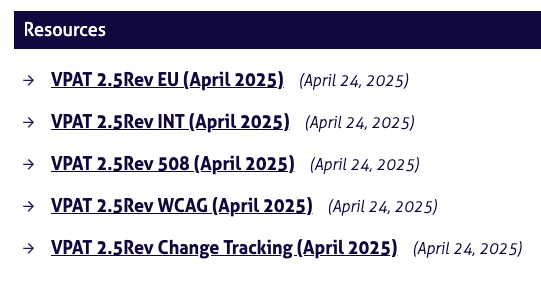 Resources
→ VPAT 2.5Rev EU (April 2025) (April 24, 2025)
→ VPAT 2.5Rev INT (April 2025) (April 24, 2025)
→ VPAT 2.5Rev 508 (April 2025) (April 24, 2025)
→ VPAT 2.5Rev WCAG (April 2025) (April 24, 2025)
→ VPAT 2.5Rev Change Tracking (April 2025) (April 24, 2025)